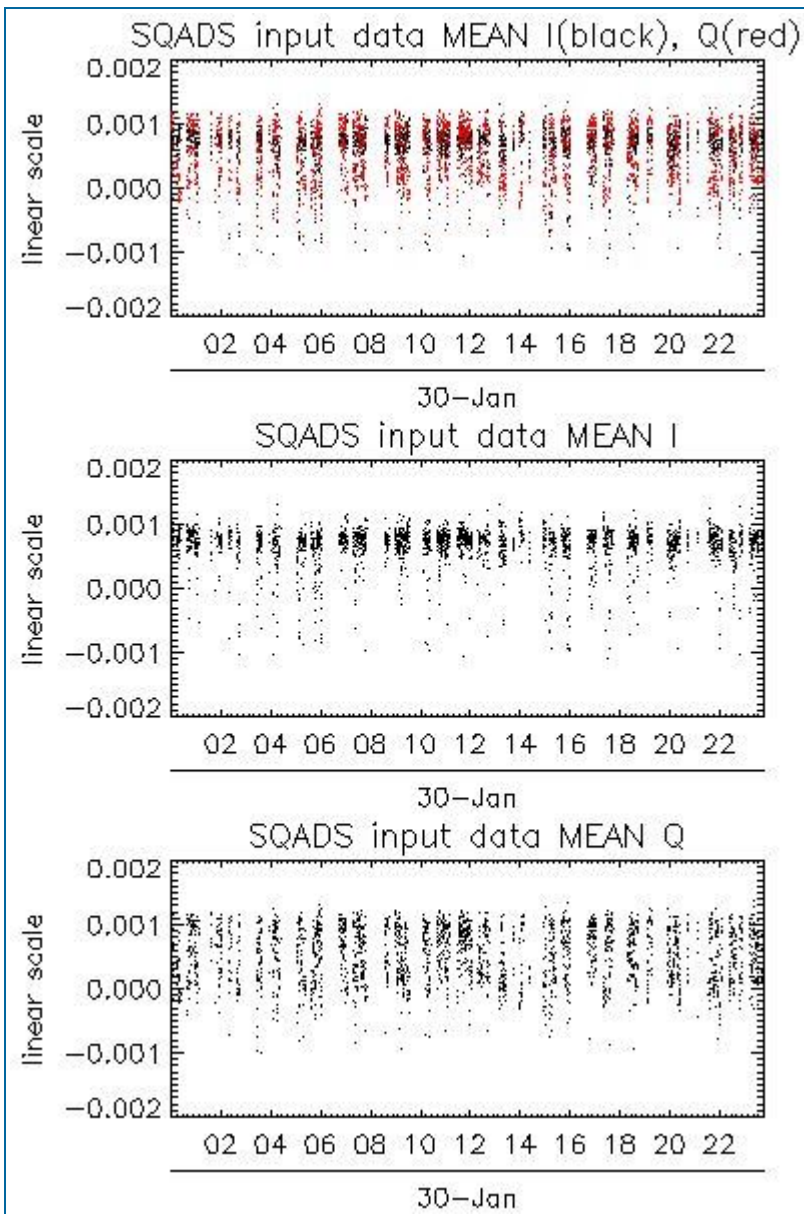 SQADS input data MEAN I(black), Q(red)
0.002
0.001
0.000
−0.001
−0.002
linear scale
02 04 06 08 10 12 14 16 18 20 22
30−Jan
SQADS input data MEAN I
0.002
0.001
0.000
−0.001
−0.002
linear scale
02 04 06 08 10 12 14 16 18 20 22
30−Jan
SQADS input data MEAN Q
0.002
0.001
0.000
−0.001
−0.002
linear scale
02 04 06 08 10 12 14 16 18 20 22
30−Jan